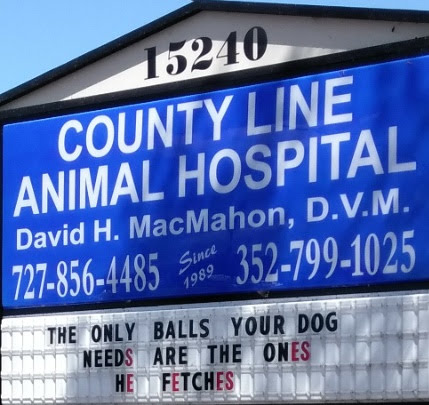 15240
COUNTY LINE
ANIMAL HOSPITAL
David H. MacMahon, D.V.M.
727-856-4485 Since 1989 352-799-1025
THE ONLY BALLS YOUR DOG
NEEDS ARE THE ONES
HE FETCHES